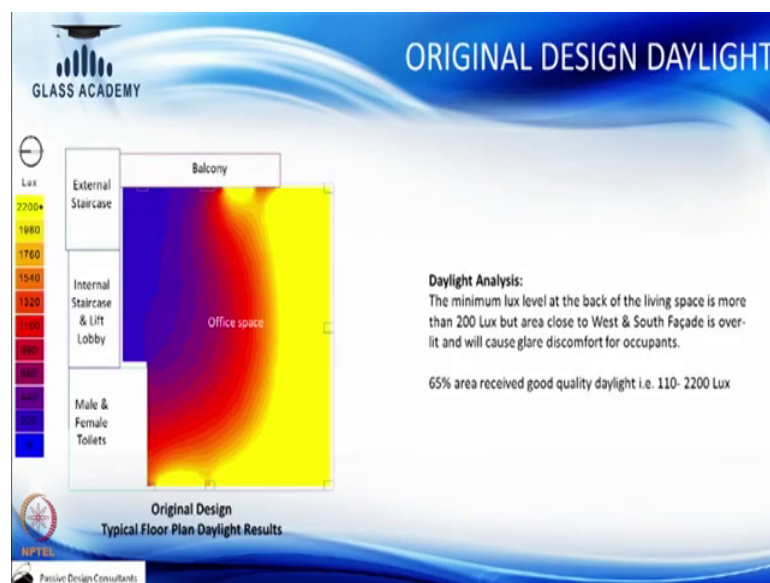 GLASS ACADEMY
ORIGINAL DESIGN DAYLIGHT
Lux
2200+
1980
1760
1540
1320
1100
External
Staircase
Balcony
Internal
Staircase
& Lift
Lobby
Office space
Male &
Female
Toilets
Original Design
Typical Floor Plan Daylight Results
Daylight Analysis:
The minimum lux level at the back of the living space is more
than 200 Lux but area close to West & South Façade is over-
lit and will cause glare discomfort for occupants.
65% area received good quality daylight i.e. 110- 2200 Lux
NPTEL
Passive Design Consultants